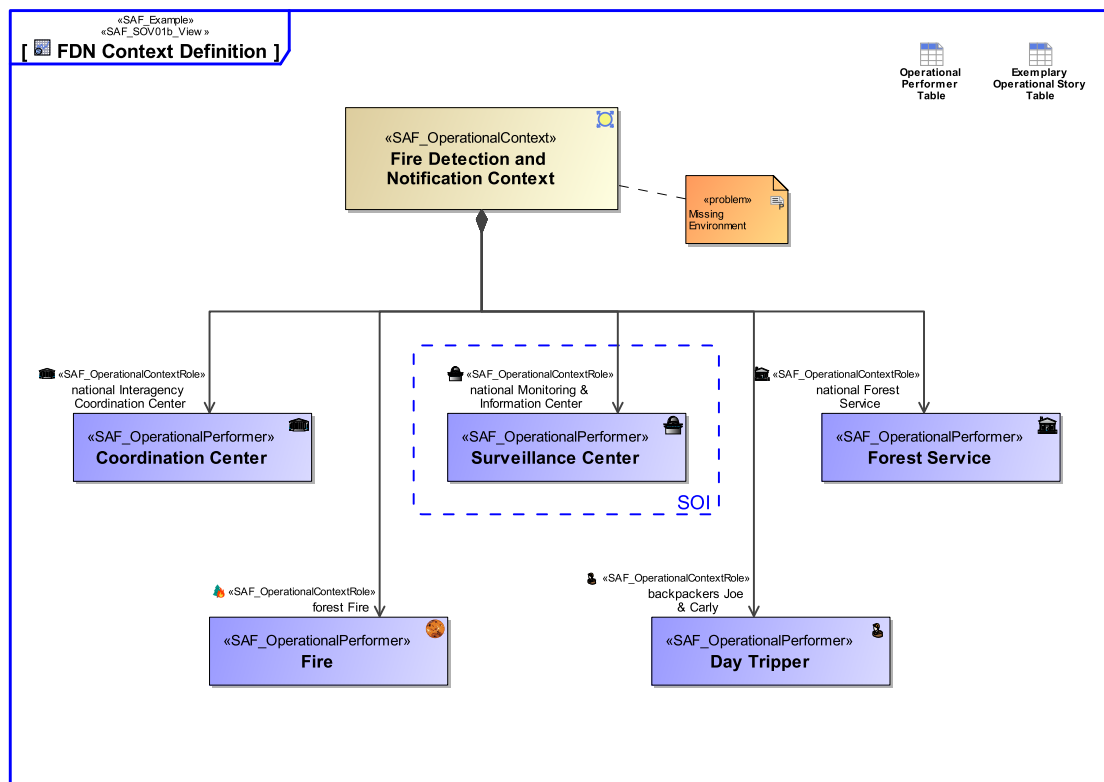 «SAF_Example»
«SAF_SOV01b_View »
[ FDN Context Definition ]
Operational
Performer
Table
Exemplary
Operational Story
Table
«SAF_OperationalContext»
Fire Detection and
Notification Context
«problem»
Missing
Environment
«SAF_OperationalContextRole»
national Interagency
Coordination Center
«SAF_OperationalContextRole»
national Monitoring &
Information Center
«SAF_OperationalContextRole»
national Forest
Service
«SAF_OperationalPerformer»
Coordination Center
«SAF_OperationalPerformer»
Surveillance Center
«SAF_OperationalPerformer»
Forest Service
SOI
«SAF_OperationalContextRole»
forest Fire
«SAF_OperationalContextRole»
backpackers Joe
& Carly
«SAF_OperationalPerformer»
Fire
«SAF_OperationalPerformer»
Day Tripper